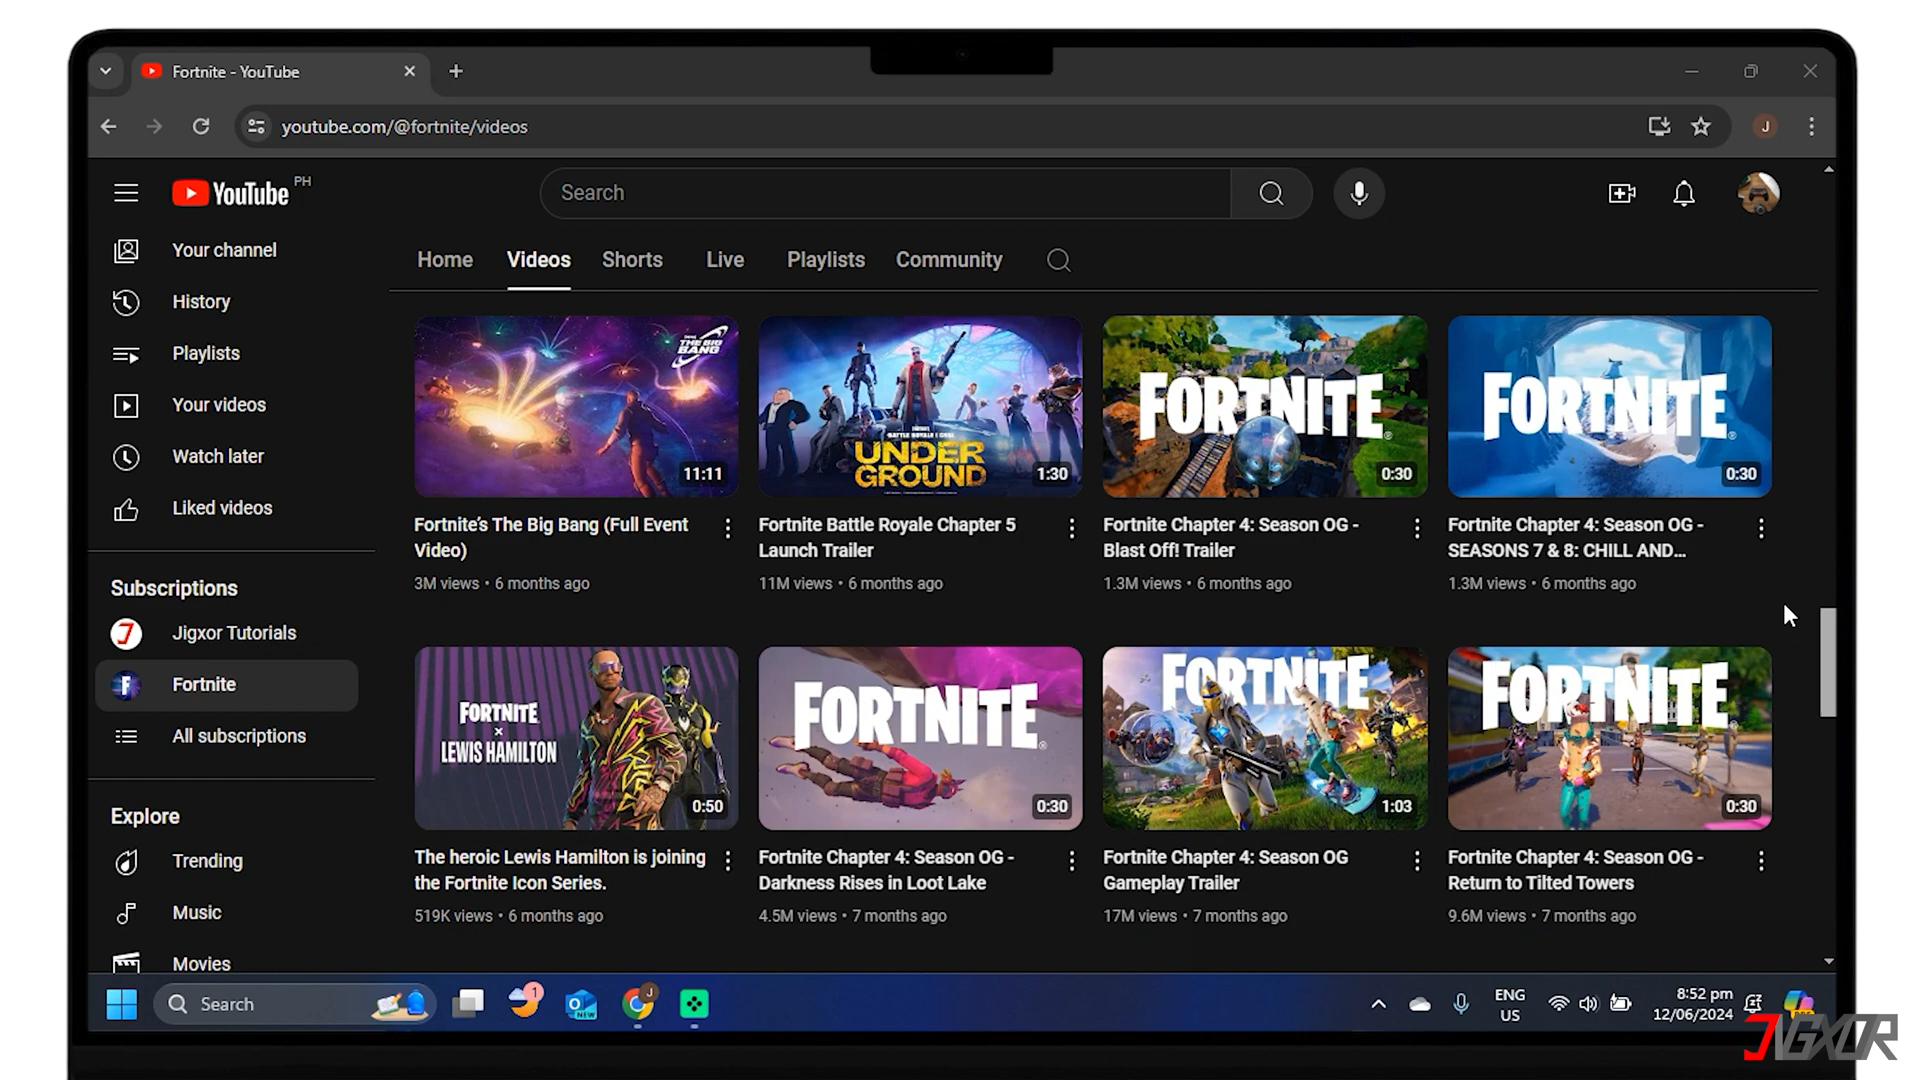 Fortnite - YouTube
youtube.com/@fortnite/videos
J
YouTube PH
Search
Your channel
History
Playlists
Your videos
Watch later
Liked videos
Subscriptions
Jigxor Tutorials
Fortnite
All subscriptions
Explore
Trending
Music
Movies
Home Videos Shorts Live Playlists Community
THE BIG
BANG
11:11
Fortnite's The Big Bang (Full Event
Video)
3M views • 6 months ago
FORTNITE
BATTLE ROYALE
UNDER
GROUND
1:30
Fortnite Battle Royale Chapter 5
Launch Trailer
11M views • 6 months ago
FORTNITE
0:30
Fortnite Chapter 4: Season OG -
Blast Off! Trailer
1.3M views • 6 months ago
FORTNITE
0:30
Fortnite Chapter 4: Season OG -
SEASONS 7 & 8: CHILL AND...
1.3M views • 6 months ago
FORTNITE
×
LEWIS HAMILTON
0:50
The heroic Lewis Hamilton is joining
the Fortnite Icon Series.
519K views • 6 months ago
FORTNITE
0:30
Fortnite Chapter 4: Season OG -
Darkness Rises in Loot Lake
4.5M views • 7 months ago
FORTNITE
1:03
Fortnite Chapter 4: Season OG
Gameplay Trailer
17M views • 7 months ago
FORTNITE
0:30
Fortnite Chapter 4: Season OG -
Return to Tilted Towers
9.6M views • 7 months ago
Search
1
NEW
J
ENG
US
8:52 pm
12/06/2024
JIGXOR